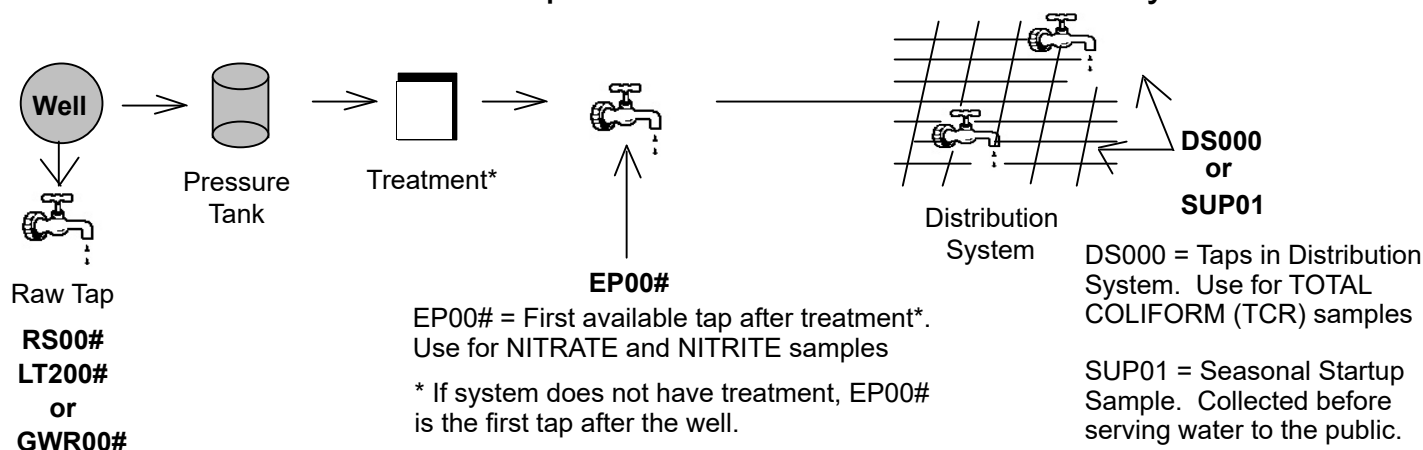 Well
Pressure
Tank
Treatment*
Raw Tap
RS00#
LT200#
or
GWR00#
EP00#
EP00# = First available tap after treatment*.
Use for NITRATE and NITRITE samples
* If system does not have treatment, EP00#
is the first tap after the well.
Distribution
System
DS000
or
SUP01
DS000 = Taps in Distribution
System. Use for TOTAL
COLIFORM (TCR) samples
SUP01 = Seasonal Startup
Sample. Collected before
serving water to the public.